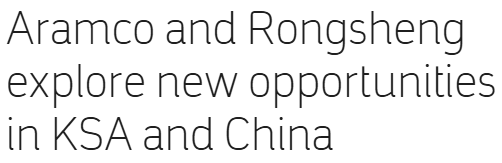 Aramco and Rongsheng
explore new opportunities
in KSA and China